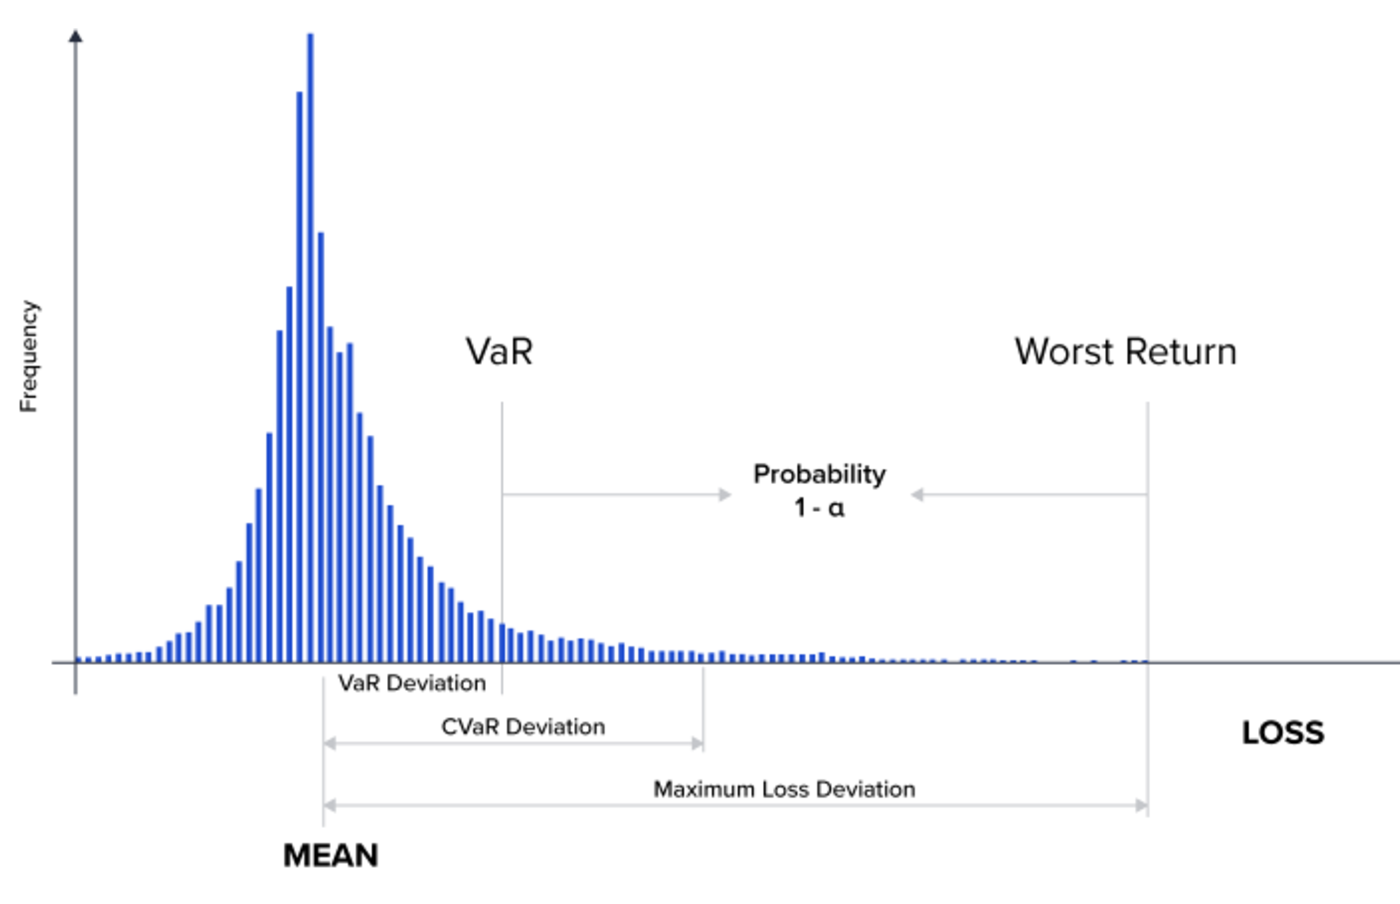 Frequency
VaR
Worst Return
Probability
1 - α
VaR Deviation
CVaR Deviation
LOSS
Maximum Loss Deviation
MEAN